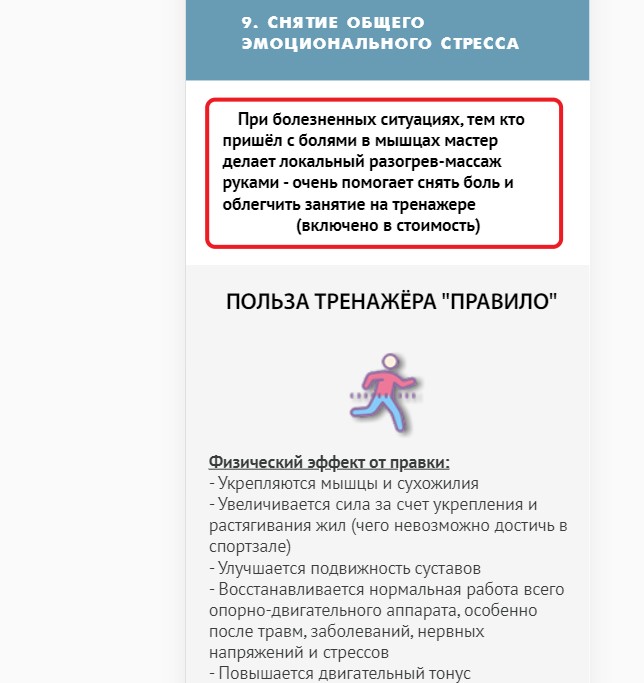 9. СНЯТИЕ ОБЩЕГО
ЭМОЦИОНАЛЬНОГО СТРЕССА
При болезненных ситуациях, тем кто
пришёл с болями в мышцах мастер
делает локальный разогрев-массаж
руками - очень помогает снять боль и
облегчить занятие на тренажере
(включено в стоимость)
ПОЛЬЗА ТРЕНАЖЁРА "ПРАВИЛО"
Физический эффект от правки:
- Укрепляются мышцы и сухожилия
- Увеличивается сила за счет укрепления и
растягивания жил (чего невозможно достичь в
спортзале)
- Улучшается подвижность суставов
- Восстанавливается нормальная работа всего
опорно-двигательного аппарата, особенно
после травм, заболеваний, нервных
напряжений и стрессов
- Повышается двигательный тонус